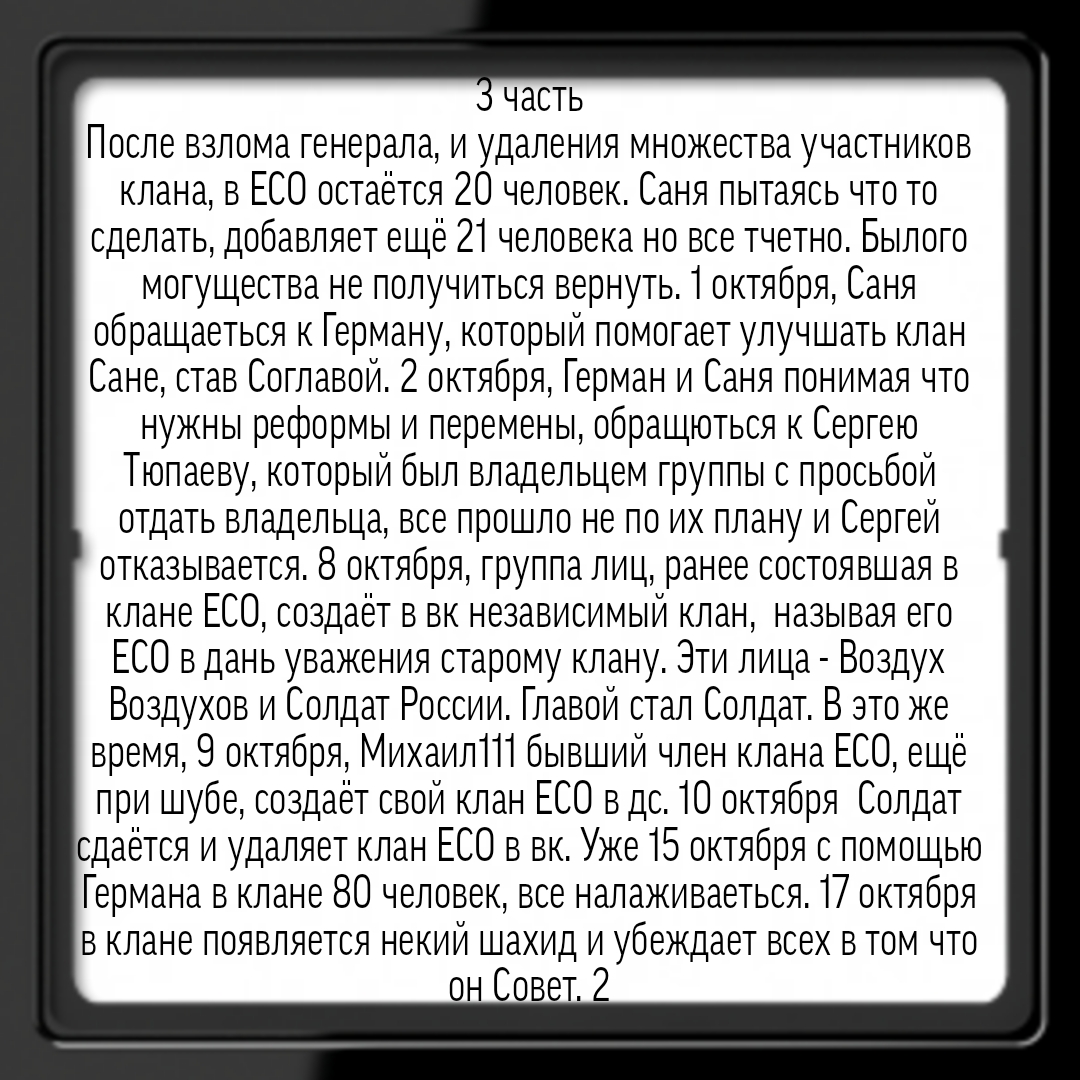 3 часть
После взлома генерала, и удаления множества участников
клана, в ЕСО остаётся 20 человек. Саня пытаясь что то
сделать, добавляет ещё 21 человека но все тчетно. Былого
могущества не получиться вернуть. 1 октября, Саня
обращаеться к Герману, который помогает улучшать клан
Сане, став Соглавой. 2 октября, Герман и Саня понимая что
нужны реформы и перемены, обращються к Сергею
Тюпаеву, который был владельцем группы с просьбой
отдать владельца, все прошло не по их плану и Сергей
отказывается. 8 октября, группа лиц, ранее состоявшая в
клане ЕСО, создаёт в вк независимый клан,  называя его
ЕСО в дань уважения старому клану. Эти лица - Воздух
Воздухов и Солдат России. Главой стал Солдат. В это же
время, 9 октября, Михаил111 бывший член клана ЕСО, ещё
при шубе, создаёт свой клан ЕСО в дс. 10 октября  Солдат
сдаётся и удаляет клан ЕСО в вк. Уже 15 октября с помощью
Германа в клане 80 человек, все налаживаеться. 17 октября
в клане появляется некий шахид и убеждает всех в том что
он Совет. 2